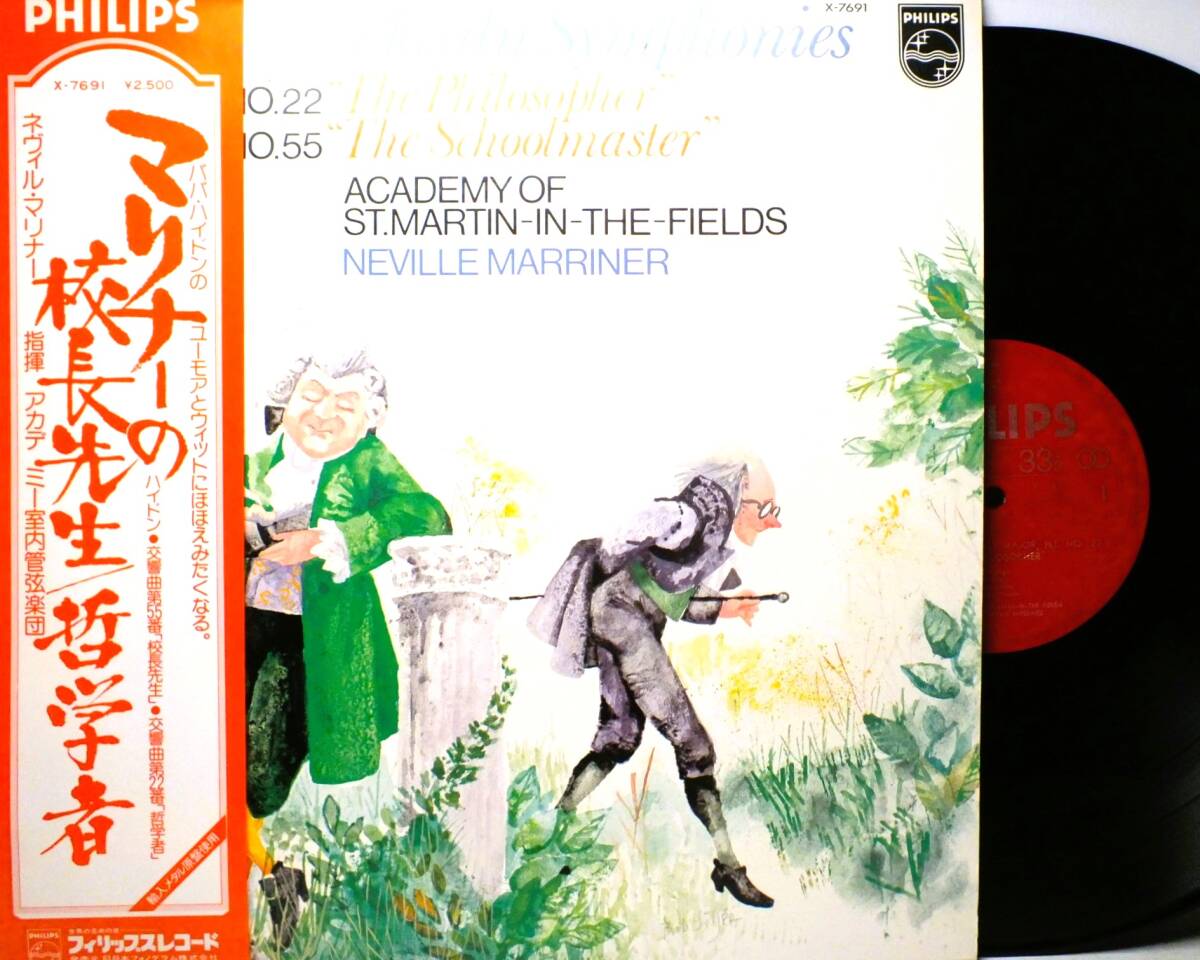 PHILIPS
X-7691 ¥2,500
マリナーの
校長先生/哲学者
パパ・ハイドンの ユーモアとウィットにほほえみたくなる。
ハイドン●交響曲第55番「校長先生」●交響曲第22番「哲学者」
ネヴィル・マリナー 指揮 アカデミー室内管弦楽団
輸入メタル原盤使用
PHILIPS
フィリップスレコード
X-7691
PHILIPS
Haydn Symphonies
NO.22 "The Philosopher"
NO.55 "The Schoolmaster"
ACADEMY OF
ST.MARTIN-IN-THE-FIELDS
NEVILLE MARRINER
LIPS
33